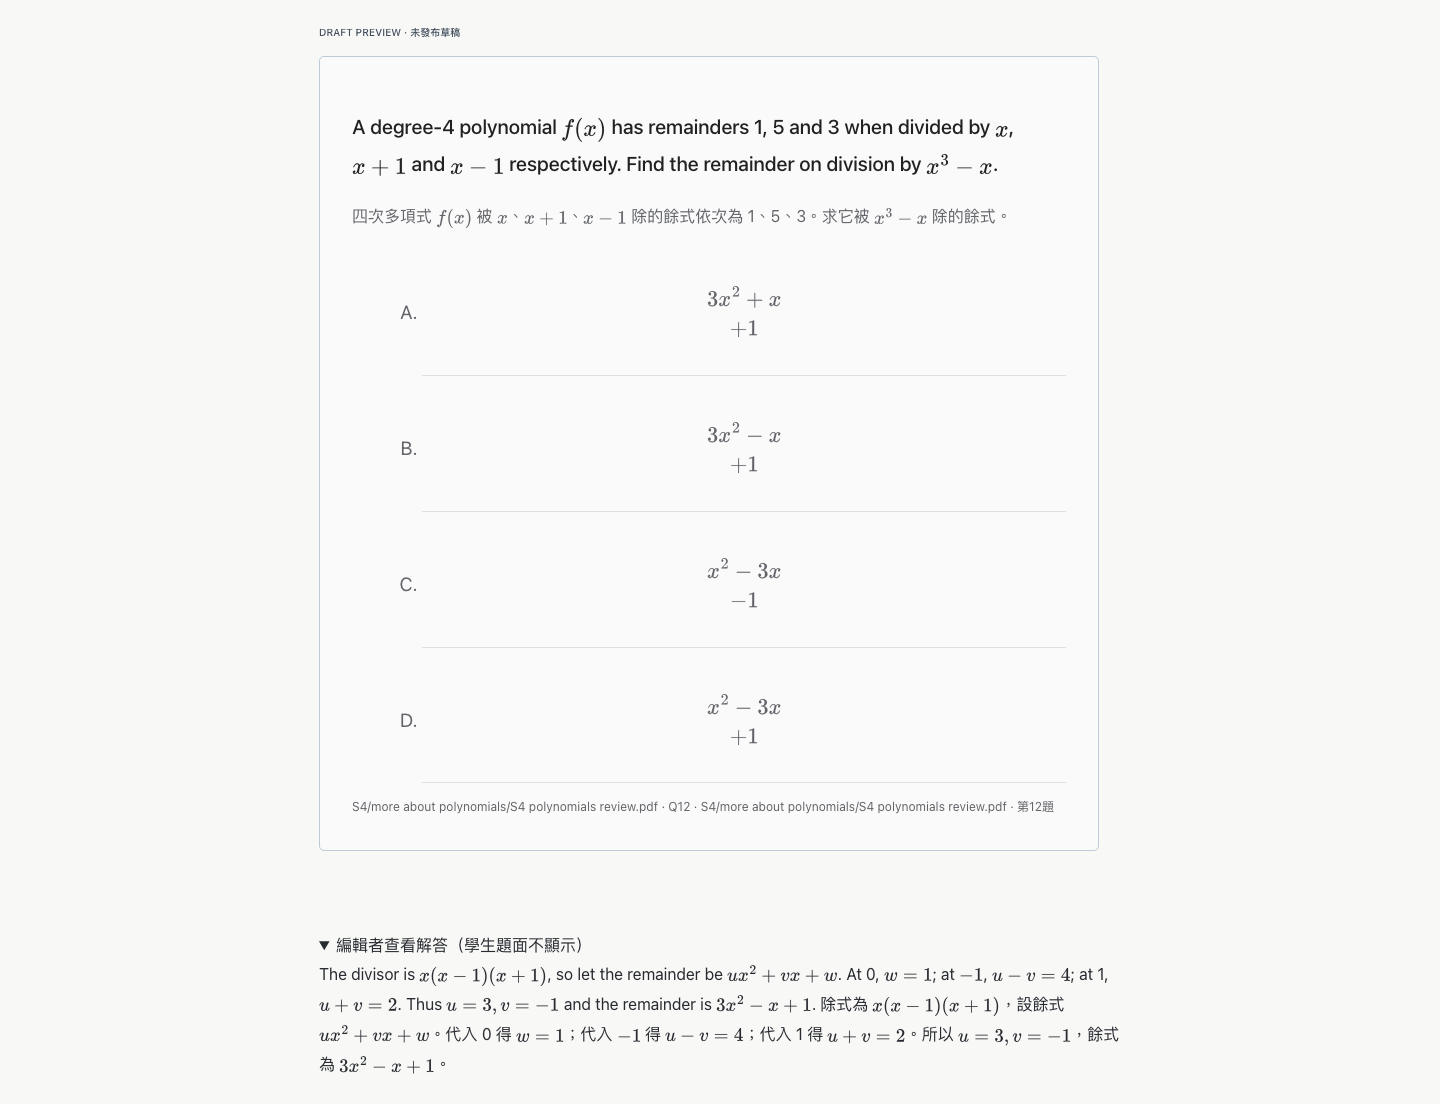 DRAFT PREVIEW · 未發布草稿
A degree-4 polynomial f(x) has remainders 1, 5 and 3 when divided by x,
x + 1 and x − 1 respectively. Find the remainder on division by x³ − x.
四次多項式 f(x) 被 x、x + 1、x − 1 除的餘式依次為 1、5、3。求它被 x³ − x 除的餘式。
A. 3x² + x
+1
B. 3x² − x
+1
C. x² − 3x
−1
D. x² − 3x
+1
S4/more about polynomials/S4 polynomials review.pdf · Q12 · S4/more about polynomials/S4 polynomials review.pdf · 第12題
▼ 編輯者查看解答（學生題面不顯示）
The divisor is x(x − 1)(x + 1), so let the remainder be ux² + vx + w. At 0, w = 1; at −1, u − v = 4; at 1,
u + v = 2. Thus u = 3, v = −1 and the remainder is 3x² − x + 1. 除式為 x(x − 1)(x + 1)，設餘式
ux² + vx + w。代入 0 得 w = 1；代入 −1 得 u − v = 4；代入 1 得 u + v = 2。所以 u = 3, v = −1，餘式
為 3x² − x + 1。